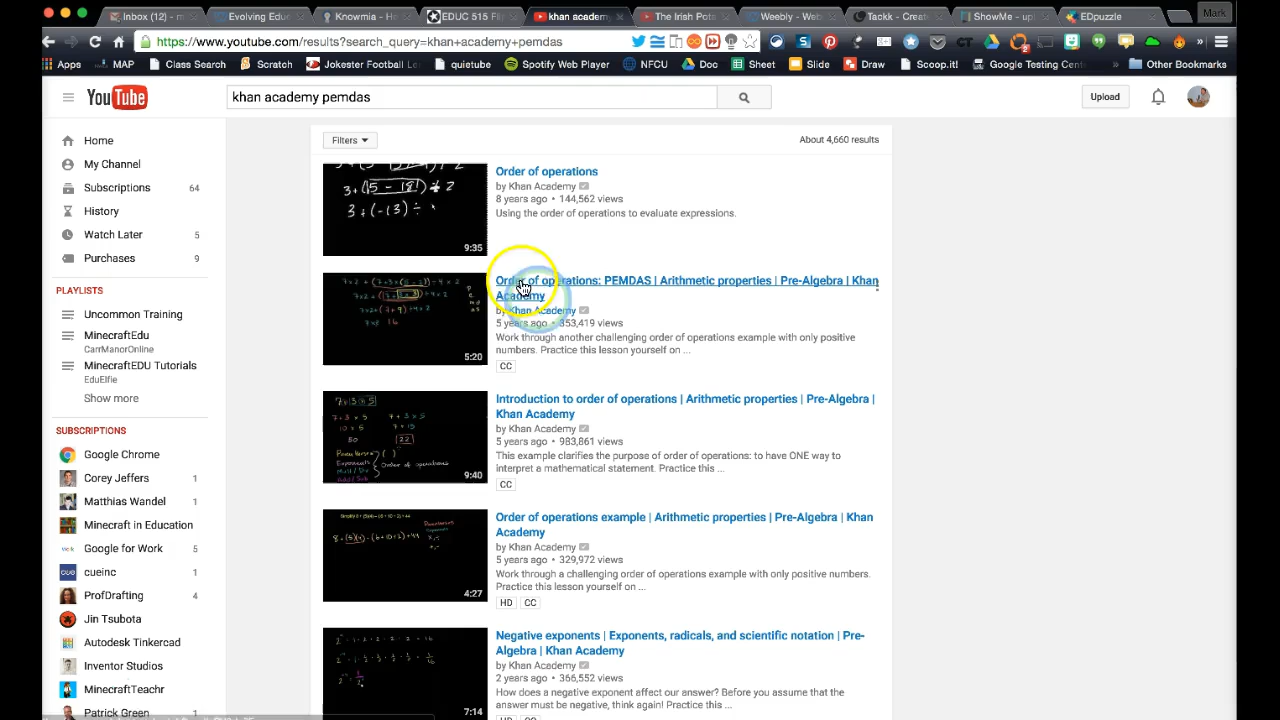 Inbox (12) - m
Evolving Educ
Knowmia - Ho
EDUC 515 Fli
khan academ
The Irish Pota
Weebly - Web
Tackk - Create
ShowMe - upl
EDpuzzle
Mark
https://www.youtube.com/results?search_query=khan+academy+pemdas
Apps
MAP
Class Search
Scratch
Jokester Football Le
quietube
Spotify Web Player
NFCU
Doc
Sheet
Slide
Draw
Scoop.it!
Google Testing Cente
»
Other Bookmarks
YouTube
khan academy pemdas
Upload
Home
My Channel
Subscriptions 64
History
Watch Later 5
Purchases 9
PLAYLISTS
Uncommon Training
MinecraftEdu
CarrManorOnline
MinecraftEDU Tutorials
EduElfie
Show more
SUBSCRIPTIONS
Google Chrome
Corey Jeffers 1
Matthias Wandel 1
Minecraft in Education
Google for Work 5
cueinc 1
ProfDrafting 4
Jin Tsubota
Autodesk Tinkercad
Inventor Studios
MinecraftTeachr
Patrick Green
Filters
About 4,660 results
9:35
Order of operations
by Khan Academy
8 years ago • 144,562 views
Using the order of operations to evaluate expressions.
5:20
Order of operations: PEMDAS | Arithmetic properties | Pre-Algebra | Khan
Academy
by Khan Academy
5 years ago • 353,419 views
Work through another challenging order of operations example with only positive
numbers. Practice this lesson yourself on ...
CC
9:40
Introduction to order of operations | Arithmetic properties | Pre-Algebra |
Khan Academy
by Khan Academy
5 years ago • 983,861 views
This example clarifies the purpose of order of operations: to have ONE way to
interpret a mathematical statement. Practice this ...
CC
4:27
Order of operations example | Arithmetic properties | Pre-Algebra | Khan
Academy
by Khan Academy
5 years ago • 329,972 views
Work through a challenging order of operations example with only positive numbers.
Practice this lesson yourself on ...
HD CC
7:14
Negative exponents | Exponents, radicals, and scientific notation | Pre-
Algebra | Khan Academy
by Khan Academy
2 years ago • 366,552 views
How does a negative exponent affect our answer? Before you assume that the
answer must be negative, think again! Practice this ...